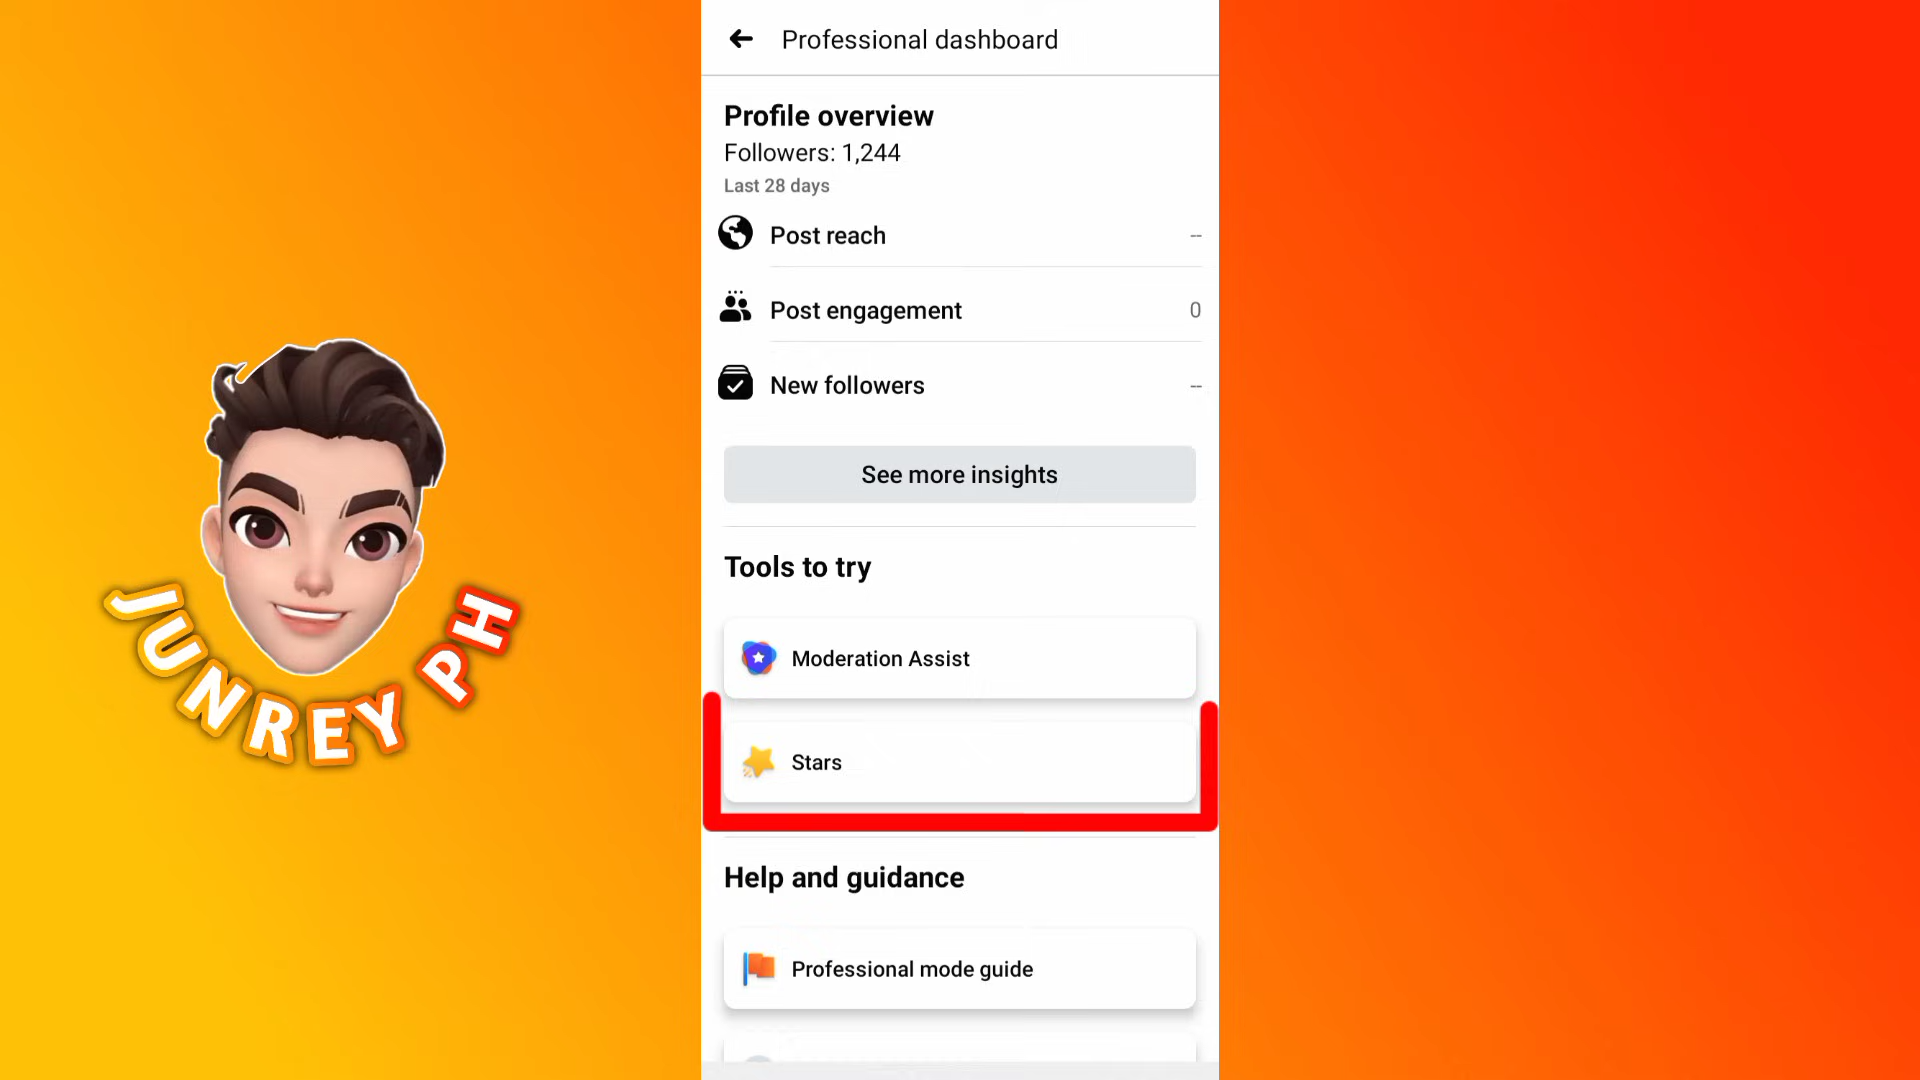 Professional dashboard
Profile overview
Followers: 1,244
Last 28 days
Post reach --
Post engagement 0
New followers --
See more insights
Tools to try
Moderation Assist
Stars
Help and guidance
Professional mode guide
JUNREY PH